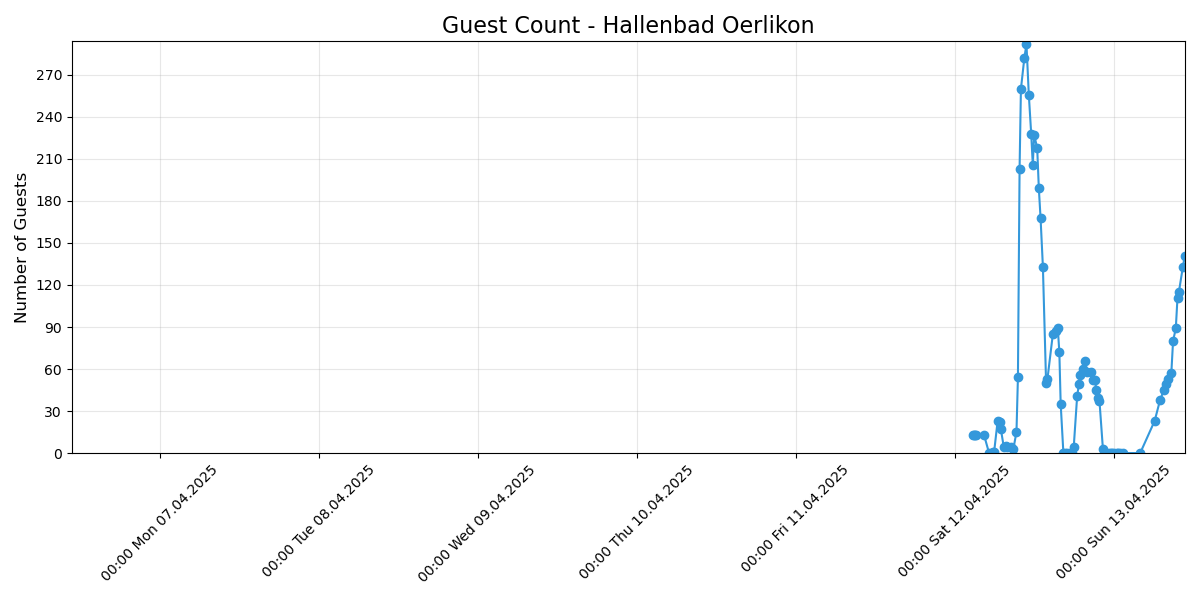 Guest Count - Hallenbad Oerlikon
Number of Guests
270
240
210
180
150
120
90
60
30
0
00:00 Mon 07.04.2025
00:00 Tue 08.04.2025
00:00 Wed 09.04.2025
00:00 Thu 10.04.2025
00:00 Fri 11.04.2025
00:00 Sat 12.04.2025
00:00 Sun 13.04.2025